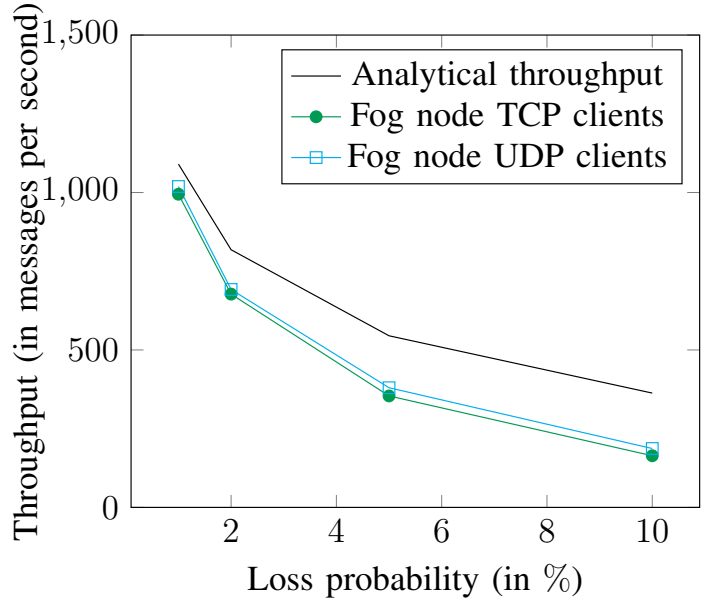 1,500
1,000
500
0
Throughput (in messages per second)
Analytical throughput
Fog node TCP clients
Fog node UDP clients
2 4 6 8 10
Loss probability (in %)